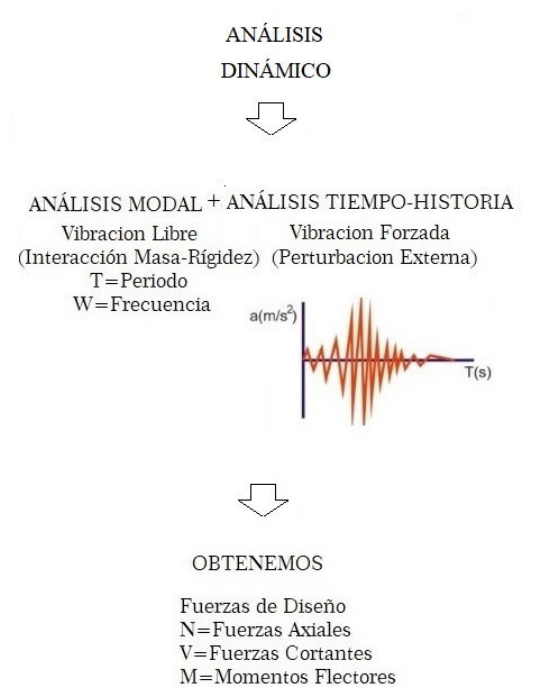 ANÁLISIS
DINÁMICO
ANÁLISIS MODAL + ANÁLISIS TIEMPO-HISTORIA
Vibracion Libre
(Interacción Masa-Rígidez)
T=Periodo
W=Frecuencia
Vibracion Forzada
(Perturbacion Externa)
a(m/s²)
T(s)
OBTENEMOS
Fuerzas de Diseño
N=Fuerzas Axiales
V=Fuerzas Cortantes
M=Momentos Flectores